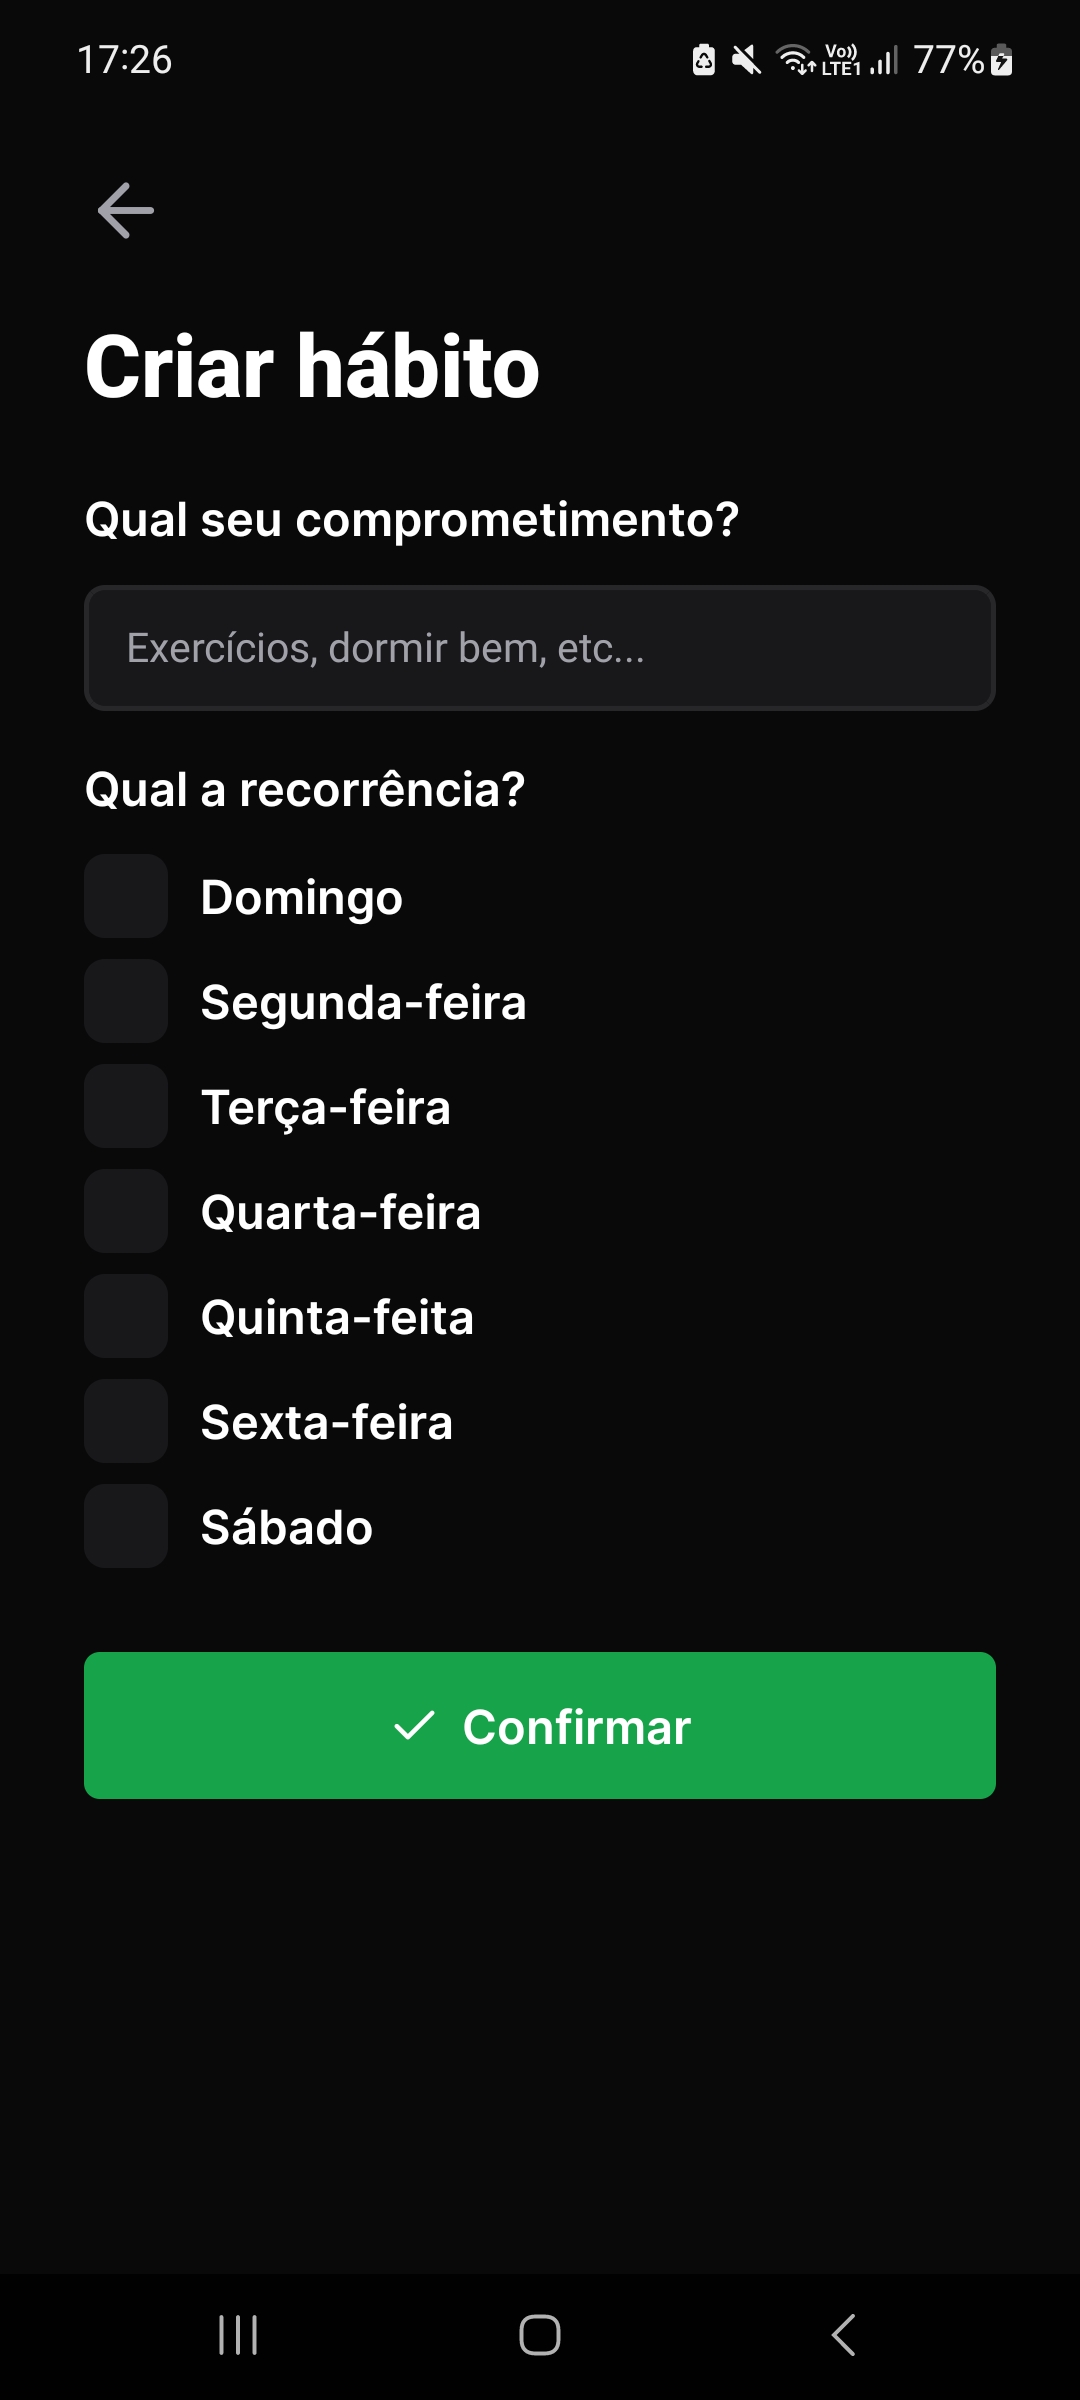 17:26
Vo)) LTE1 77%
Criar hábito
Qual seu comprometimento?
Exercícios, dormir bem, etc...
Qual a recorrência?
Domingo
Segunda-feira
Terça-feira
Quarta-feira
Quinta-feita
Sexta-feira
Sábado
Confirmar